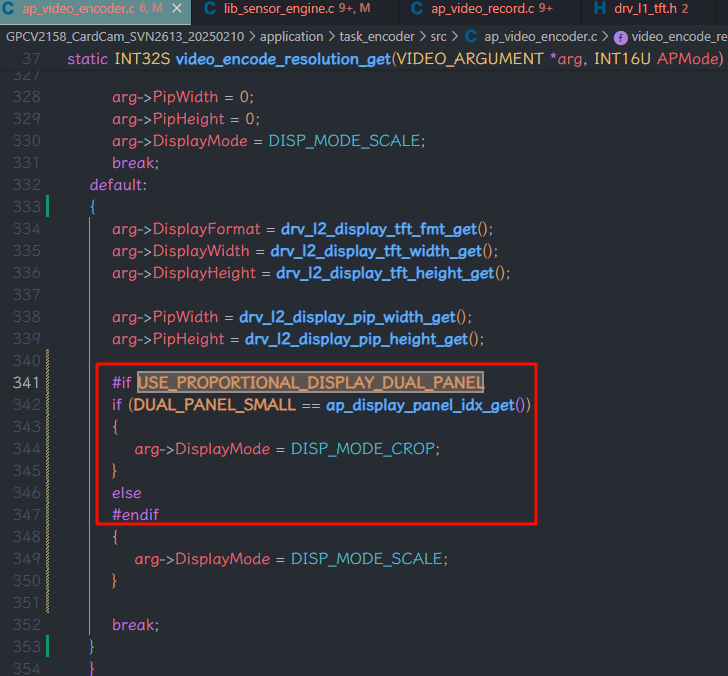 ap_video_encoder.c 6, M
lib_sensor_engine.c 9+, M
ap_video_record.c 9+
drv_l1_tft.h 2
GPCV2158_CardCam_SVN2613_20250210 > application > task_encoder > src > C ap_video_encoder.c > f video_encode_re
37 static INT32S video_encode_resolution_get(VIDEO_ARGUMENT *arg, INT16U APMode)
327
328 arg->PipWidth = 0;
329 arg->PipHeight = 0;
330 arg->DisplayMode = DISP_MODE_SCALE;
331 break;
332 default:
333 {
334 arg->DisplayFormat = drv_l2_display_tft_fmt_get();
335 arg->DisplayWidth = drv_l2_display_tft_width_get();
336 arg->DisplayHeight = drv_l2_display_tft_height_get();
337
338 arg->PipWidth = drv_l2_display_pip_width_get();
339 arg->PipHeight = drv_l2_display_pip_height_get();
340
341 #if USE_PROPORTIONAL_DISPLAY_DUAL_PANEL
342 if (DUAL_PANEL_SMALL == ap_display_panel_idx_get())
343 {
344 arg->DisplayMode = DISP_MODE_CROP;
345 }
346 else
347 #endif
348 {
349 arg->DisplayMode = DISP_MODE_SCALE;
350 }
351
352 break;
353 }
354 }